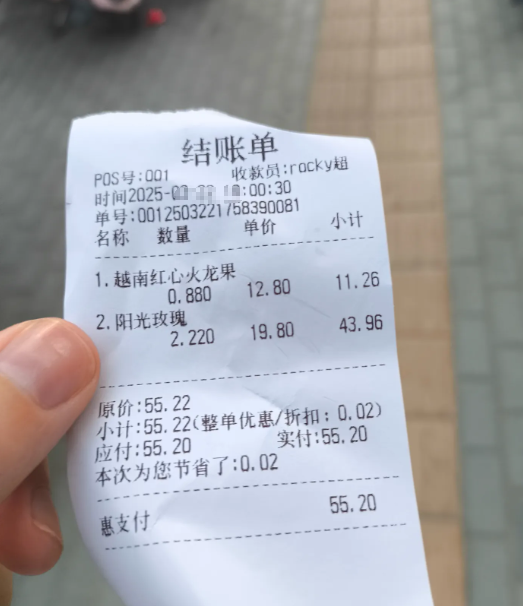 结账单
POS号:001 收款员:rocky超
时间2025- :00:30
单号:0012503221758390081
名称 数量 单价 小计
1.越南红心火龙果
0.880 12.80 11.26
2.阳光玫瑰
2.220 19.80 43.96
原价:55.22
小计:55.22(整单优惠/折扣:0.02)
应付:55.20 实付:55.20
本次为您节省了:0.02
惠支付 55.20